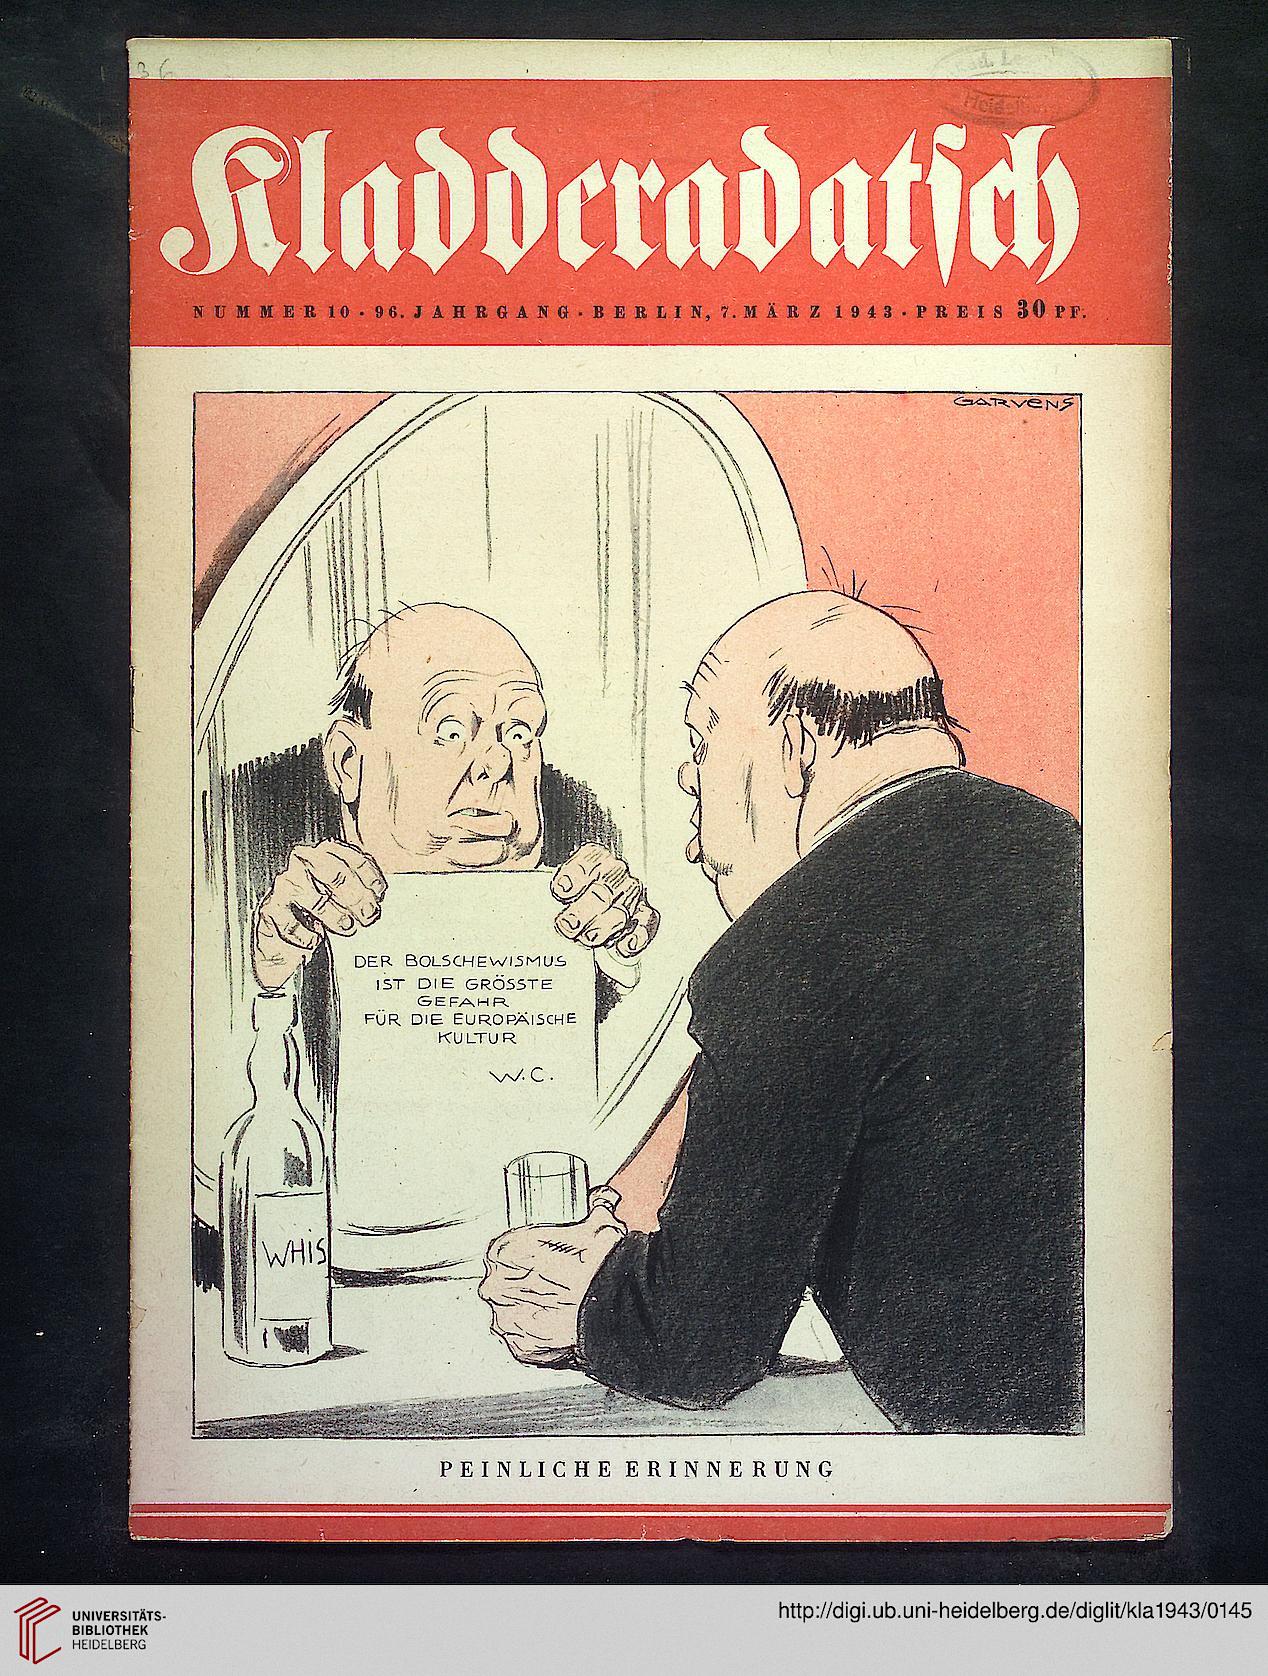 36
Kladderadatsch
NUMMER 10 · 96. JAHRGANG · BERLIN, 7. MÄRZ 1943 · PREIS 30 PF.
GARVENS
DER BOLSCHEWISMUS
IST DIE GRÖSSTE
GEFAHR
FÜR DIE EUROPÄISCHE
KULTUR
W.C.
WHIS
PEINLICHE ERINNERUNG
UNIVERSITÄTS-
BIBLIOTHEK
HEIDELBERG
http://digi.ub.uni-heidelberg.de/diglit/kla1943/0145